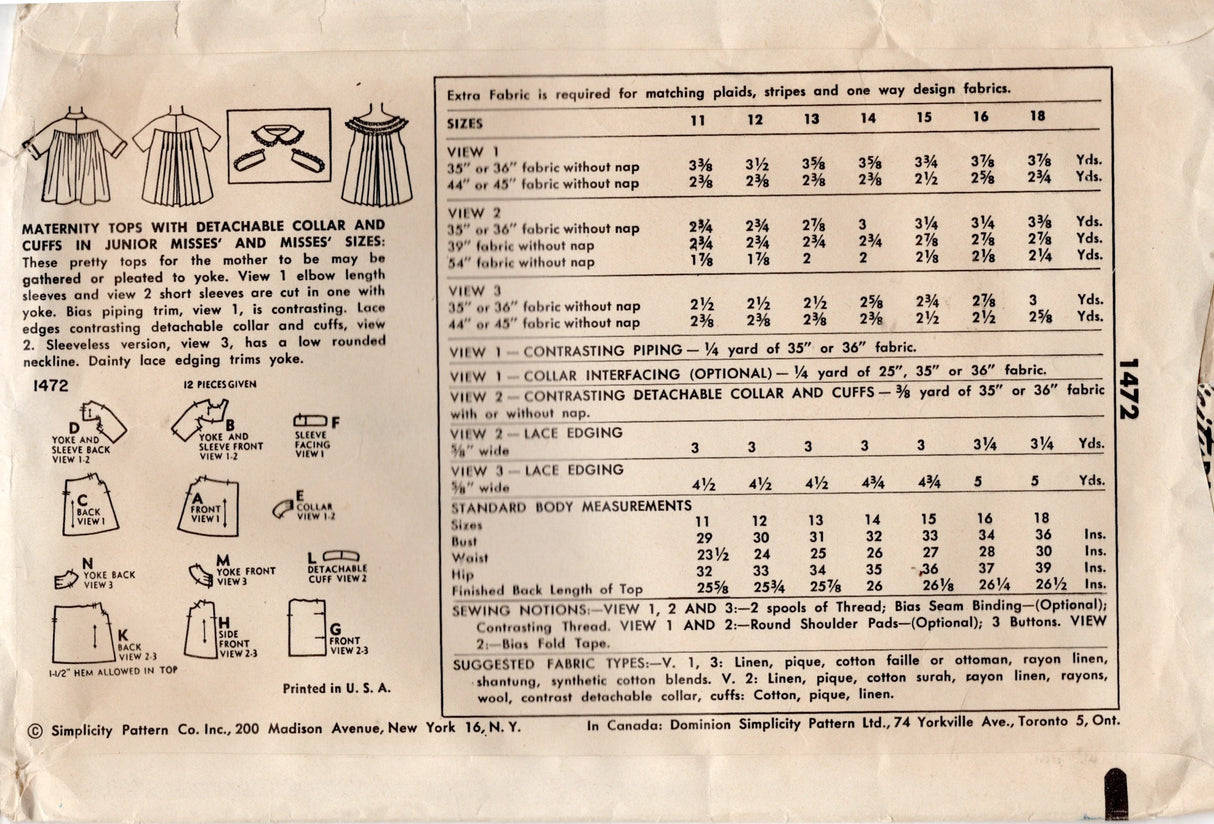 MATERNITY TOPS WITH DETACHABLE COLLAR AND
CUFFS IN JUNIOR MISSES' AND MISSES' SIZES:
These pretty tops for the mother to be may be
gathered or pleated to yoke. View 1 elbow length
sleeves and view 2 short sleeves are cut in one with
yoke. Bias piping trim, view 1, is contrasting. Lace
edges contrasting detachable collar and cuffs, view
2. Sleeveless version, view 3, has a low rounded
neckline. Dainty lace edging trims yoke.
1472 12 PIECES GIVEN
D
YOKE AND
SLEEVE BACK
VIEW 1-2
B
YOKE AND
SLEEVE FRONT
VIEW 1-2
F
SLEEVE
FACING
VIEW 1
C
BACK
VIEW 1
A
FRONT
VIEW 1
E
COLLAR
VIEW 1-2
N
YOKE BACK
VIEW 3
M
YOKE FRONT
VIEW 3
L
DETACHABLE
CUFF VIEW 2
K
BACK
VIEW 2-3
H
SIDE
FRONT
VIEW 2-3
G
FRONT
VIEW 2-3
1-1/2" HEM ALLOWED IN TOP
Printed in U. S. A.
Extra Fabric is required for matching plaids, stripes and one way design fabrics.
SIZES 11 12 13 14 15 16 18
VIEW 1
35" or 36" fabric without nap 3⅜ 3½ 3⅝ 3⅝ 3¾ 3⅞ 3⅞ Yds.
44" or 45" fabric without nap 2⅜ 2⅜ 2⅜ 2⅜ 2½ 2⅝ 2¾ Yds.
VIEW 2
35" or 36" fabric without nap 2¾ 2¾ 2⅞ 3 3¼ 3¼ 3⅜ Yds.
39" fabric without nap 2¾ 2¾ 2¾ 2¾ 2⅞ 2⅞ 2⅞ Yds.
54" fabric without nap 1⅞ 1⅞ 2 2 2⅛ 2⅛ 2¼ Yds.
VIEW 3
35" or 36" fabric without nap 2½ 2½ 2½ 2⅝ 2¾ 2⅞ 3 Yds.
44" or 45" fabric without nap 2⅜ 2⅜ 2⅜ 2⅜ 2½ 2½ 2⅝ Yds.
VIEW 1 — CONTRASTING PIPING — ¼ yard of 35" or 36" fabric.
VIEW 1 — COLLAR INTERFACING (OPTIONAL) — ¼ yard of 25", 35" or 36" fabric.
VIEW 2 — CONTRASTING DETACHABLE COLLAR AND CUFFS — ⅜ yard of 35" or 36" fabric
with or without nap.
VIEW 2 — LACE EDGING
⅝" wide 3 3 3 3 3 3¼ 3¼ Yds.
VIEW 3 — LACE EDGING
⅝" wide 4½ 4½ 4½ 4¾ 4¾ 5 5 Yds.
STANDARD BODY MEASUREMENTS
Sizes 11 12 13 14 15 16 18
Bust 29 30 31 32 33 34 36 Ins.
Waist 23½ 24 25 26 27 28 30 Ins.
Hip 32 33 34 35 36 37 39 Ins.
Finished Back Length of Top 25⅝ 25¾ 25⅞ 26 26⅛ 26¼ 26½ Ins.
SEWING NOTIONS:—VIEW 1, 2 AND 3:—2 spools of Thread; Bias Seam Binding—(Optional);
Contrasting Thread. VIEW 1 AND 2:—Round Shoulder Pads—(Optional); 3 Buttons. VIEW
2:—Bias Fold Tape.
SUGGESTED FABRIC TYPES:—V. 1, 3: Linen, pique, cotton faille or ottoman, rayon linen,
shantung, synthetic cotton blends. V. 2: Linen, pique, cotton surah, rayon linen, rayons,
wool, contrast detachable collar, cuffs: Cotton, pique, linen.
1472
© Simplicity Pattern Co. Inc., 200 Madison Avenue, New York 16, N. Y. In Canada: Dominion Simplicity Pattern Ltd., 74 Yorkville Ave., Toronto 5, Ont.